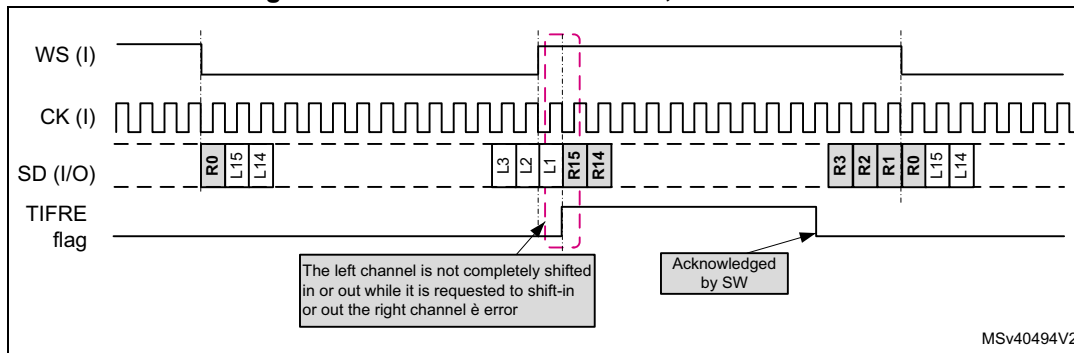 WS (I)
CK (I)
SD (I/O)
R0 L15 L14 L3 L2 L1 R15 R14 R3 R2 R1 R0 L15 L14
TIFRE
flag
The left channel is not completely shifted
in or out while it is requested to shift-in
or out the right channel è error
Acknowledged
by SW
MSv40494V2